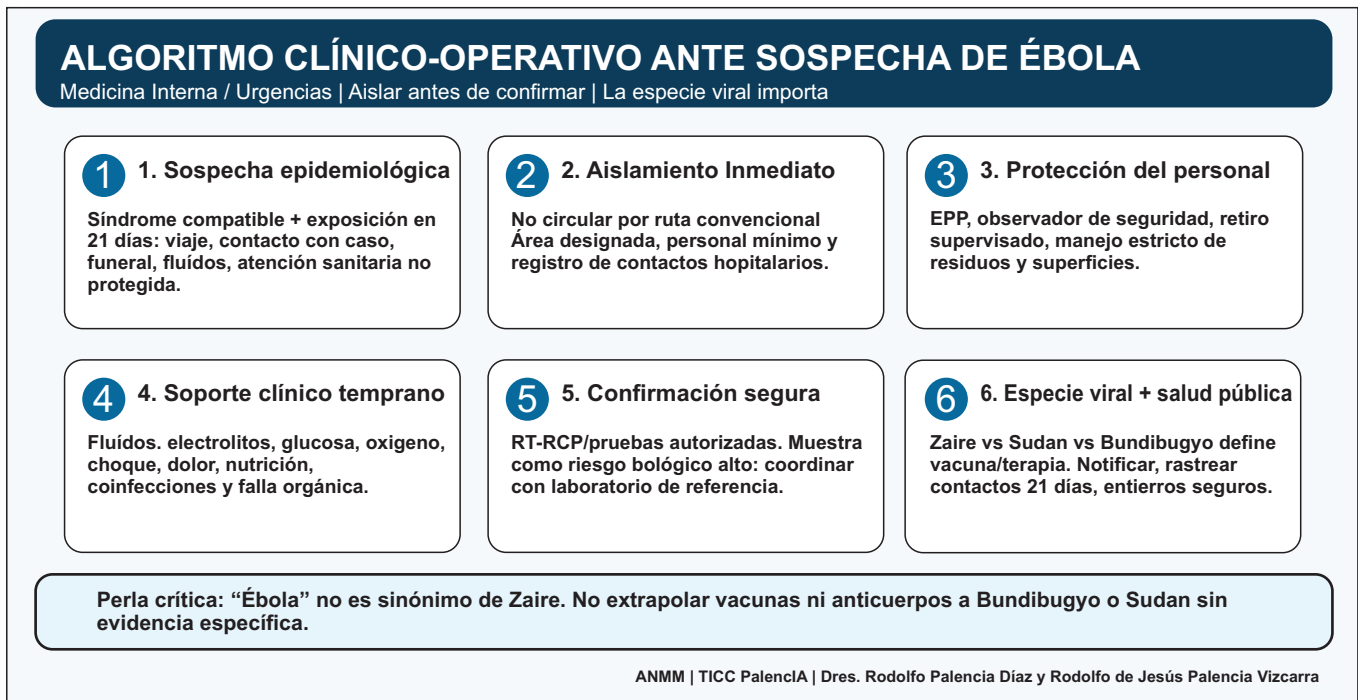 ALGORITMO CLÍNICO-OPERATIVO ANTE SOSPECHA DE ÉBOLA
Medicina Interna / Urgencias | Aislar antes de confirmar | La especie viral importa
1 1. Sospecha epidemiológica
Síndrome compatible + exposición en
21 días: viaje, contacto con caso,
funeral, fluídos, atención sanitaria no
protegida.
2 2. Aislamiento Inmediato
No circular por ruta convencional
Área designada, personal mínimo y
registro de contactos hopitalarios.
3 3. Protección del personal
EPP, observador de seguridad, retiro
supervisado, manejo estricto de
residuos y superficies.
4 4. Soporte clínico temprano
Fluídos. electrolitos, glucosa, oxigeno,
choque, dolor, nutrición,
coinfecciones y falla orgánica.
5 5. Confirmación segura
RT-RCP/pruebas autorizadas. Muestra
como riesgo bológico alto: coordinar
con laboratorio de referencia.
6 6. Especie viral + salud pública
Zaire vs Sudan vs Bundibugyo define
vacuna/terapia. Notificar, rastrear
contactos 21 días, entierros seguros.
Perla crítica: “Ébola” no es sinónimo de Zaire. No extrapolar vacunas ni anticuerpos a Bundibugyo o Sudan sin
evidencia específica.
ANMM | TICC PalencIA | Dres. Rodolfo Palencia Díaz y Rodolfo de Jesús Palencia Vizcarra